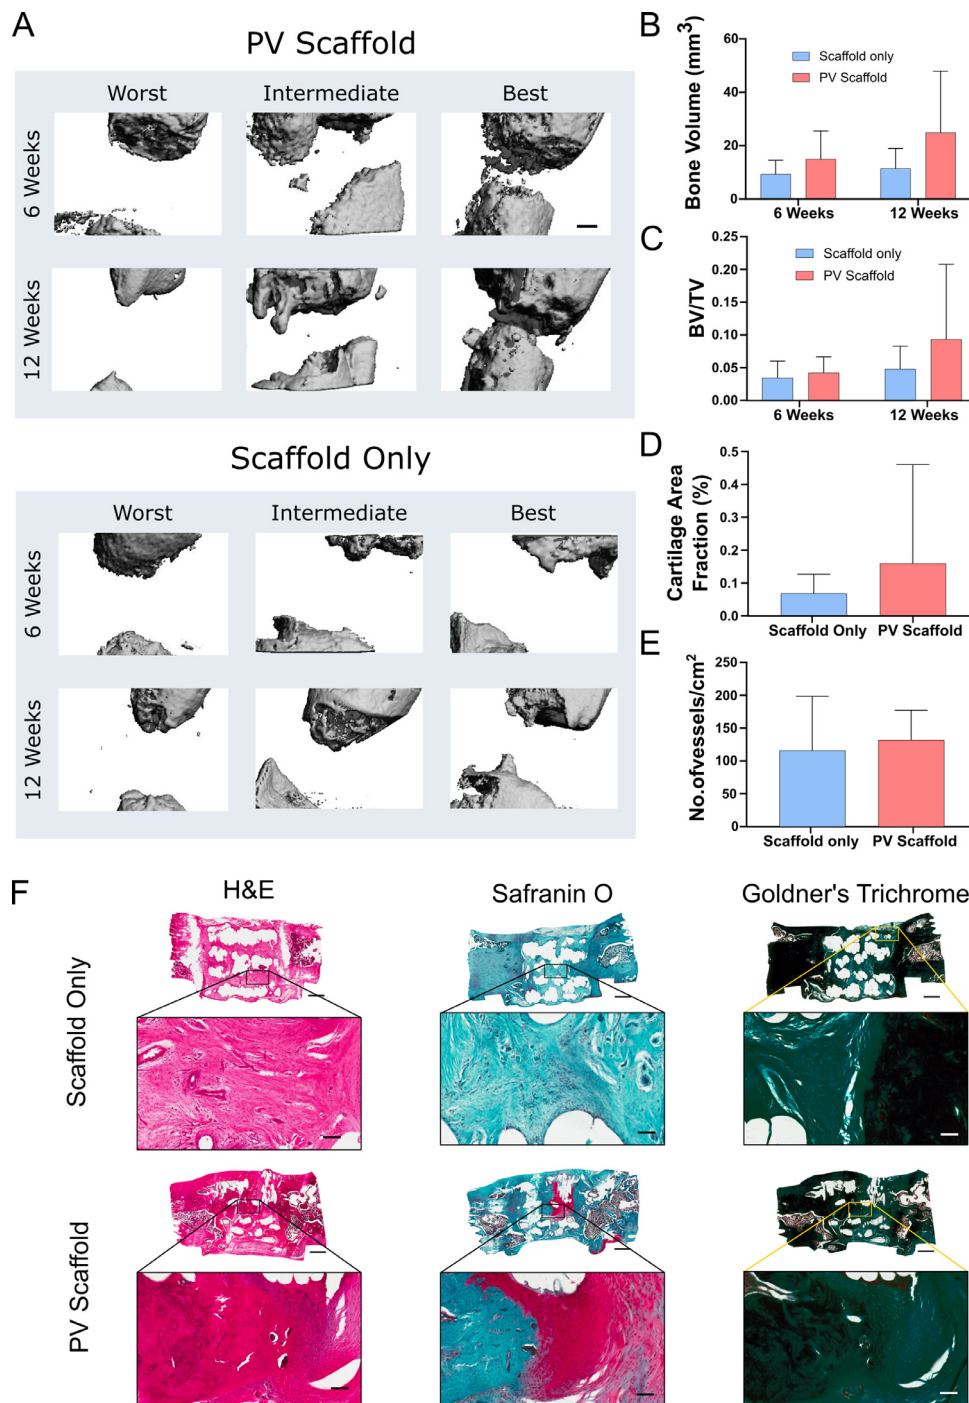 A
PV Scaffold
Worst
Intermediate
Best
6 Weeks
12 Weeks
Scaffold Only
Worst
Intermediate
Best
6 Weeks
12 Weeks
B
Bone Volume (mm³)
60
40
20
0
Scaffold only
PV Scaffold
6 Weeks
12 Weeks
C
BV/TV
0.25
0.20
0.15
0.10
0.05
0.00
Scaffold only
PV Scaffold
6 Weeks
12 Weeks
D
Cartilage Area
Fraction (%)
0.5
0.4
0.3
0.2
0.1
0.0
Scaffold Only
PV Scaffold
E
No.ofvessels/cm²
250
200
150
100
50
0
Scaffold only
PV Scaffold
F
H&E
Safranin O
Goldner's Trichrome
Scaffold Only
PV Scaffold